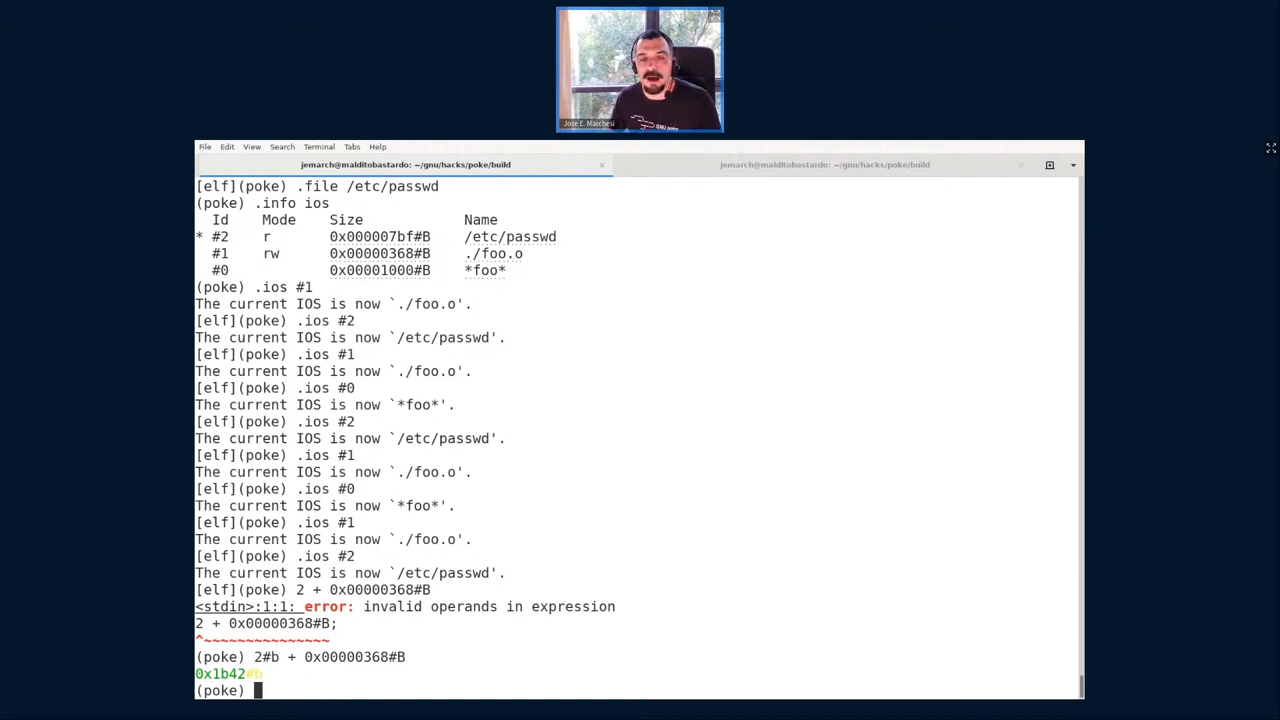 GNU poke
Jose E. Marchesi
File Edit View Search Terminal Tabs Help
jemarch@malditobastardo: ~/gnu/hacks/poke/build × jemarch@malditobastardo: ~/gnu/hacks/poke/build ×
[elf](poke) .file /etc/passwd
(poke) .info ios
Id Mode Size Name
* #2 r 0x000007bf#B /etc/passwd
#1 rw 0x00000368#B ./foo.o
#0 0x00001000#B *foo*
(poke) .ios #1
The current IOS is now `./foo.o'.
[elf](poke) .ios #2
The current IOS is now `/etc/passwd'.
[elf](poke) .ios #1
The current IOS is now `./foo.o'.
[elf](poke) .ios #0
The current IOS is now `*foo*'.
[elf](poke) .ios #2
The current IOS is now `/etc/passwd'.
[elf](poke) .ios #1
The current IOS is now `./foo.o'.
[elf](poke) .ios #0
The current IOS is now `*foo*'.
[elf](poke) .ios #1
The current IOS is now `./foo.o'.
[elf](poke) .ios #2
The current IOS is now `/etc/passwd'.
[elf](poke) 2 + 0x00000368#B
<stdin>:1:1: error: invalid operands in expression
2 + 0x00000368#B;
^~~~~~~~~~~~~~~~
(poke) 2#b + 0x00000368#B
0x1b42#b
(poke)